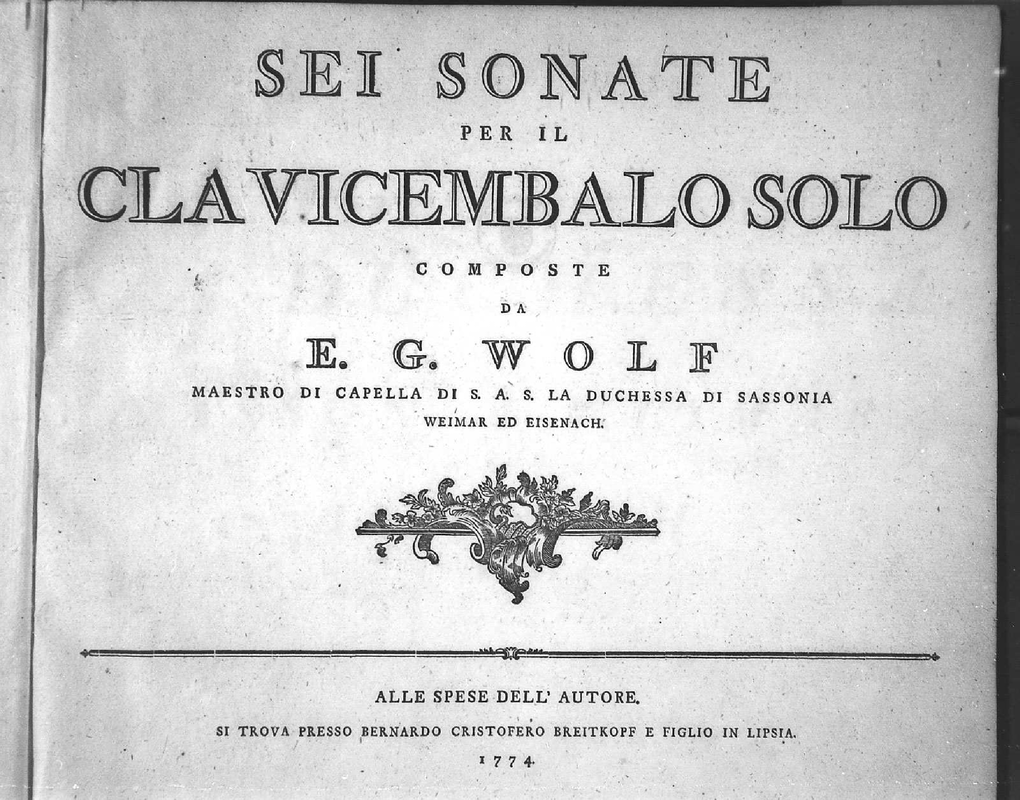 SEI SONATE
PER IL
CLAVICEMBALO SOLO
COMPOSTE
DA
E. G. WOLF
MAESTRO DI CAPELLA DI S. A. S. LA DUCHESSA DI SASSONIA
WEIMAR ED EISENACH.
ALLE SPESE DELL' AUTORE.
SI TROVA PRESSO BERNARDO CRISTOFERO BREITKOPF E FIGLIO IN LIPSIA.
1774.